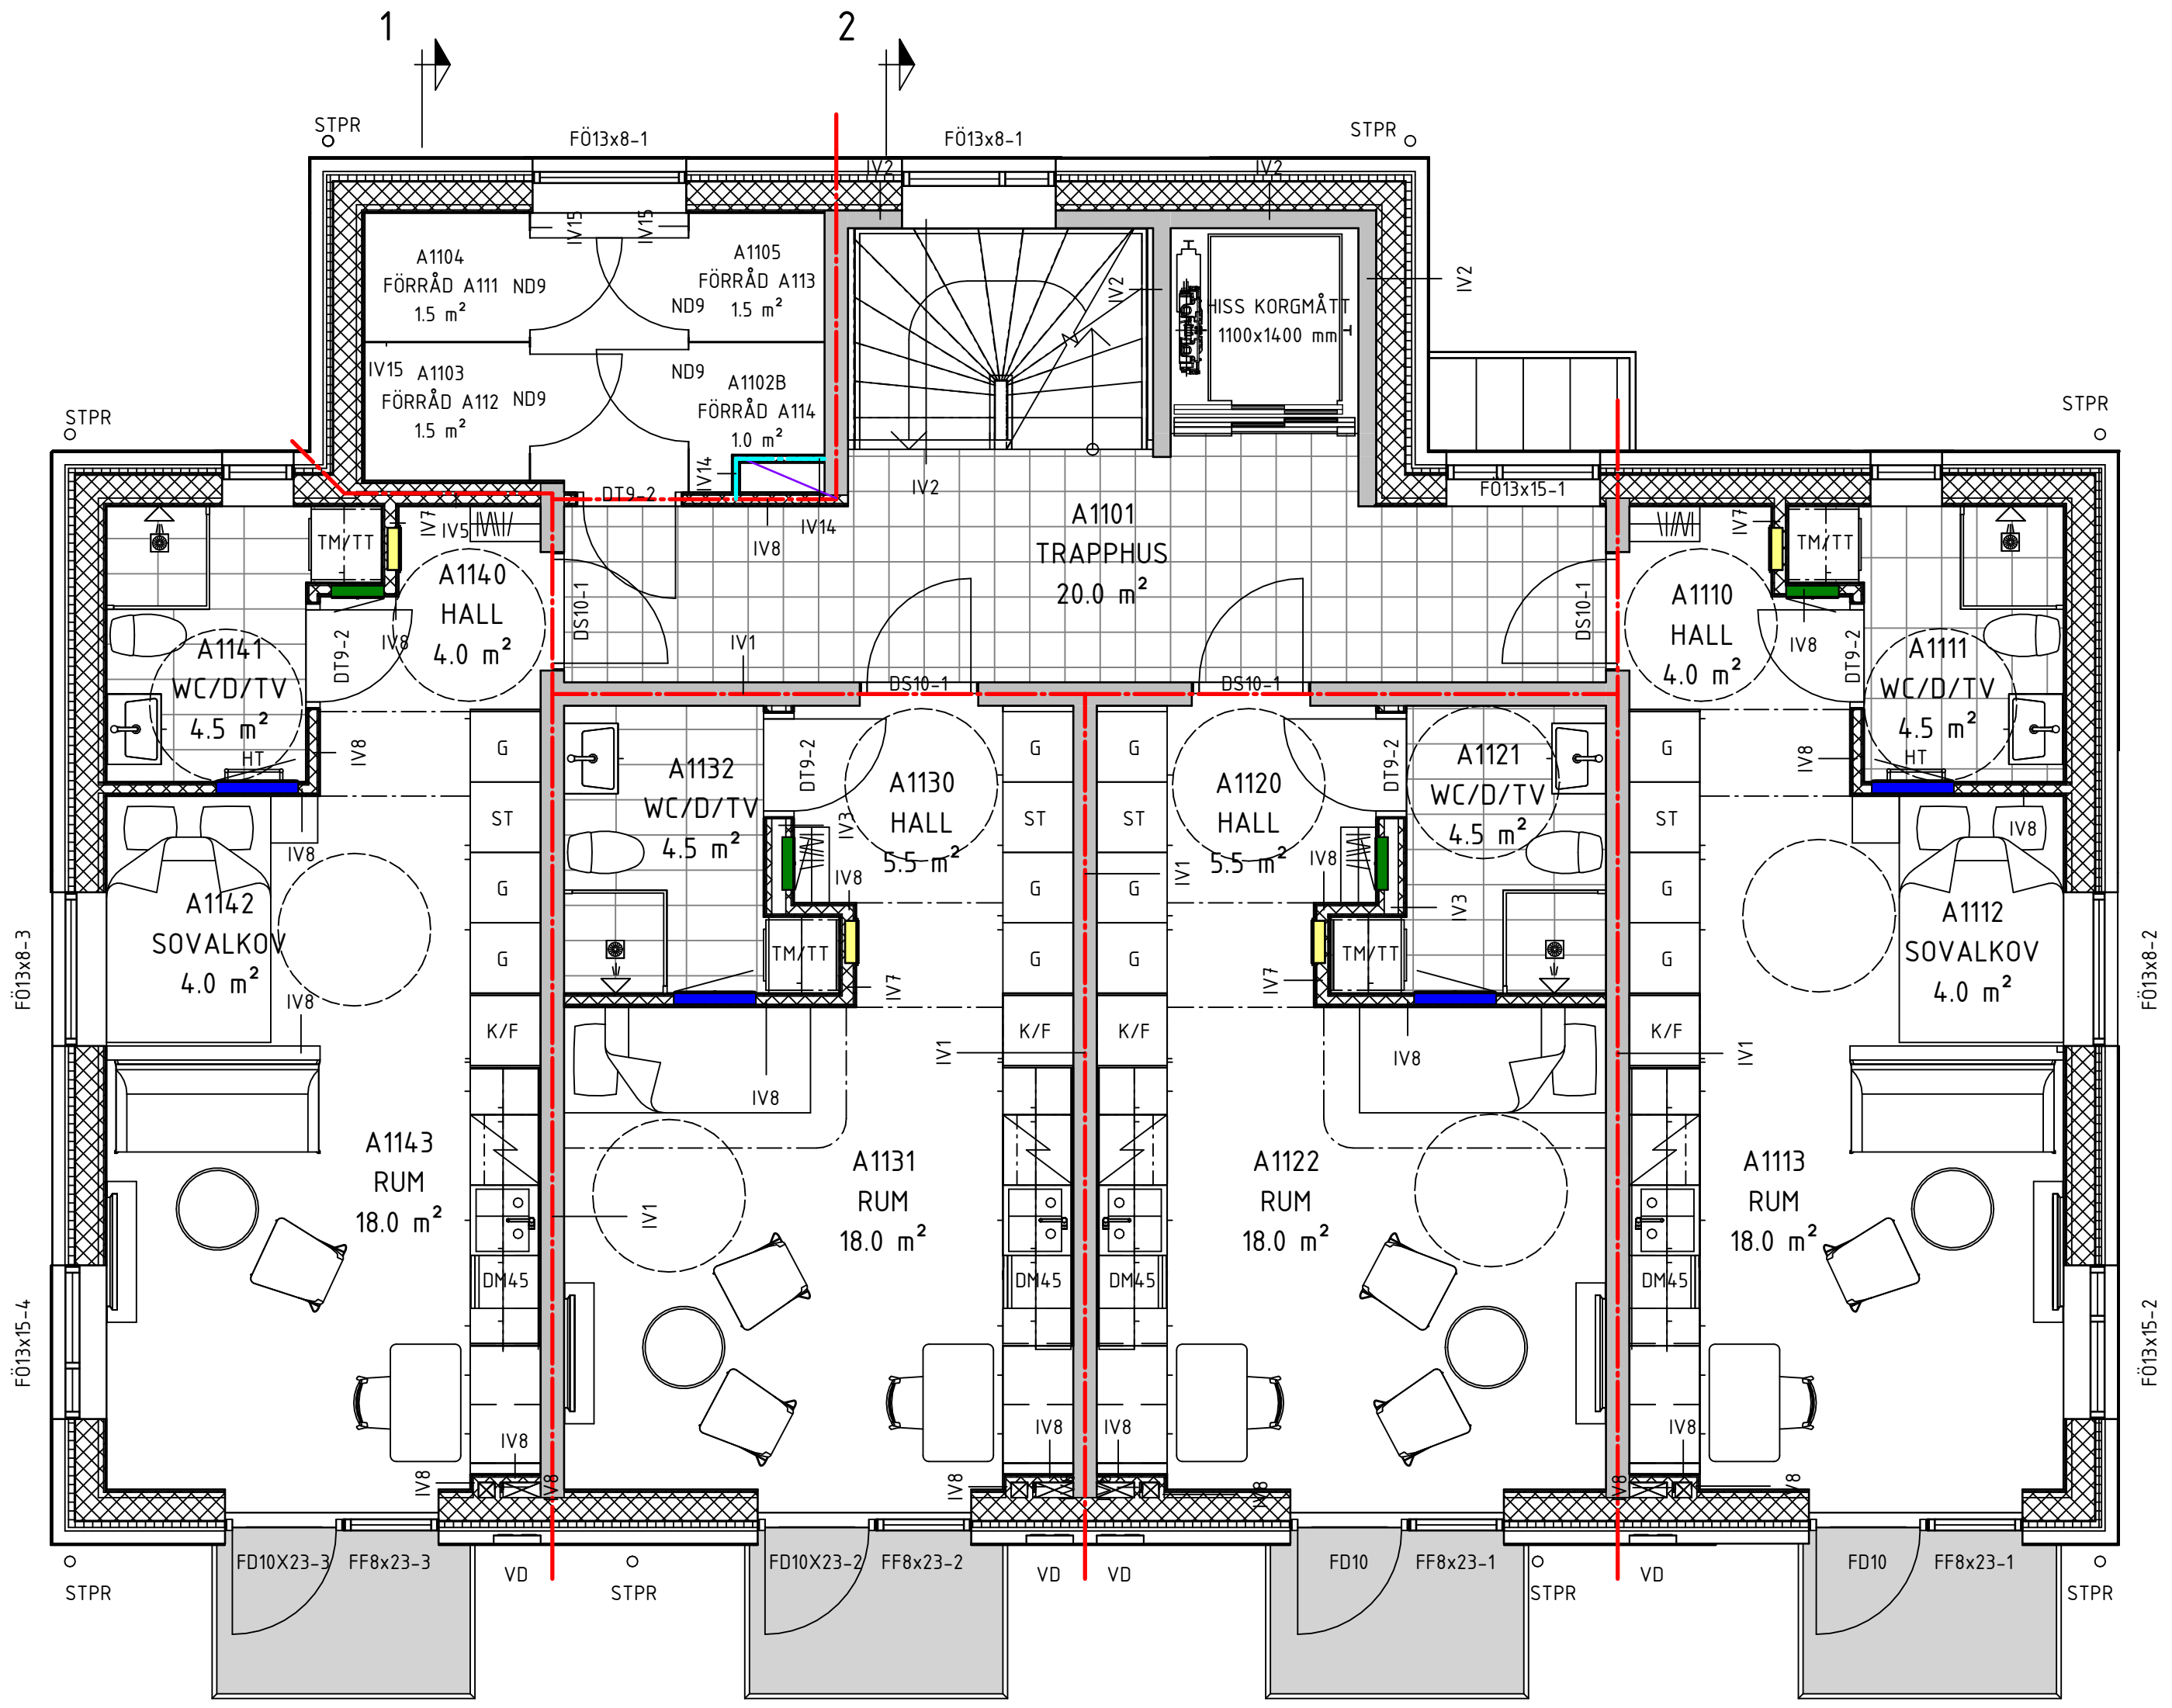 1
2
STPR
FÖ13x8-1
FÖ13x8-1
STPR
IV2
IV2
IV15
IV15
A1104
FÖRRÅD A111
1.5 m²
ND9
A1105
FÖRRÅD A113
1.5 m²
ND9
IV2
IV2
HISS KORGMÅTT
1100x1400 mm
IV15
A1103
FÖRRÅD A112
1.5 m²
ND9
ND9
A1102B
FÖRRÅD A114
1.0 m²
STPR
STPR
IV14
DT9-2
IV2
IV14
IV8
FÖ13x15-1
IV7
IV5
TM/TT
A1101
TRAPPHUS
20.0 m²
IV7
TM/TT
A1140
HALL
4.0 m²
DS10-1
DS10-1
A1110
HALL
4.0 m²
IV8
IV8
DT9-2
DT9-2
A1141
WC/D/TV
4.5 m²
HT
A1111
WC/D/TV
4.5 m²
HT
IV1
DS10-1
DS10-1
IV8
IV8
G
ST
G
G
K/F
A1132
WC/D/TV
4.5 m²
DT9-2
A1130
HALL
5.5 m²
IV3
IV8
G
ST
G
G
K/F
G
ST
G
G
K/F
IV1
A1120
HALL
5.5 m²
DT9-2
A1121
WC/D/TV
4.5 m²
IV8
IV3
G
ST
G
G
K/F
IV8
IV8
TM/TT
IV7
TM/TT
IV7
A1142
SOVALKOV
4.0 m²
IV8
A1112
SOVALKOV
4.0 m²
FÖ13x8-3
FÖ13x8-2
IV8
IV1
IV8
IV1
A1143
RUM
18.0 m²
A1131
RUM
18.0 m²
A1122
RUM
18.0 m²
A1113
RUM
18.0 m²
IV1
DM45
DM45
DM45
DM45
FÖ13x15-4
FÖ13x15-2
IV8
IV8
IV8
IV8
IV8
IV8
IV8
IV8
IV8
IV8
IV8
FD10X23-3
FF8x23-3
FD10X23-2
FF8x23-2
FD10
FF8x23-1
FD10
FF8x23-1
STPR
VD
STPR
VD
VD
STPR
VD
STPR